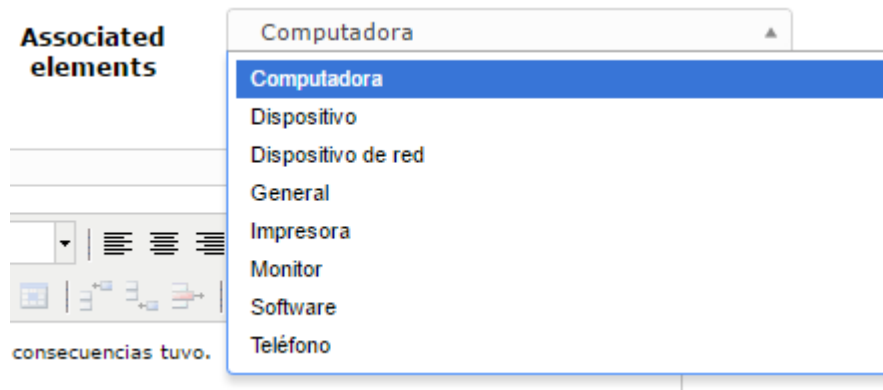 Associated
elements
Computadora
Computadora
Dispositivo
Dispositivo de red
General
Impresora
Monitor
Software
Teléfono
consecuencias tuvo.